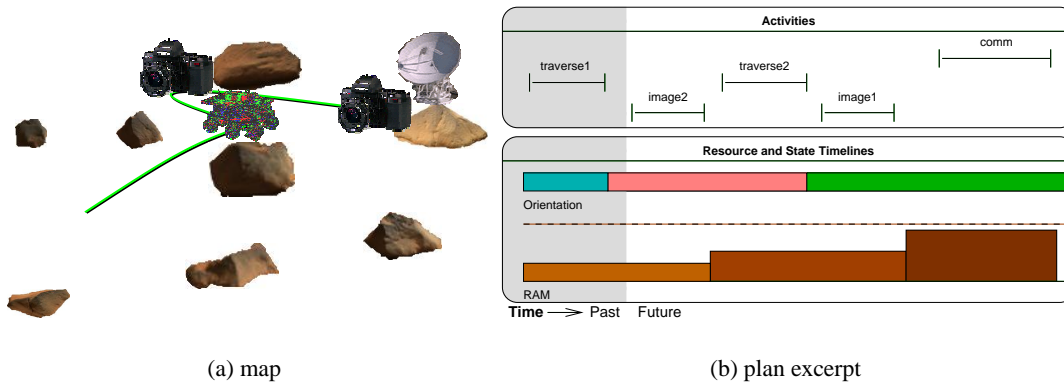 Activities
comm
traverse1
traverse2
image2
image1
Resource and State Timelines
Orientation
RAM
Time Past Future
(a) map
(b) plan excerpt